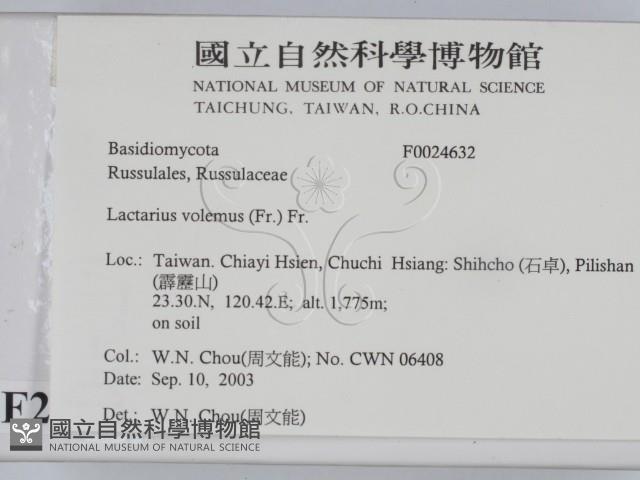 國立自然科學博物館
NATIONAL MUSEUM OF NATURAL SCIENCE
TAICHUNG, TAIWAN, R.O.CHINA
Basidiomycota F0024632
Russulales, Russulaceae
Lactarius volemus (Fr.) Fr.
Loc.: Taiwan. Chiayi Hsien, Chuchi Hsiang: Shihcho (石卓), Pilishan
(霹靂山)
23.30.N, 120.42.E; alt. 1,775m;
on soil
Col.: W.N. Chou(周文能); No. CWN 06408
Date: Sep. 10, 2003
Det.: W.N. Chou(周文能)
F2
國立自然科學博物館
NATIONAL MUSEUM OF NATURAL SCIENCE